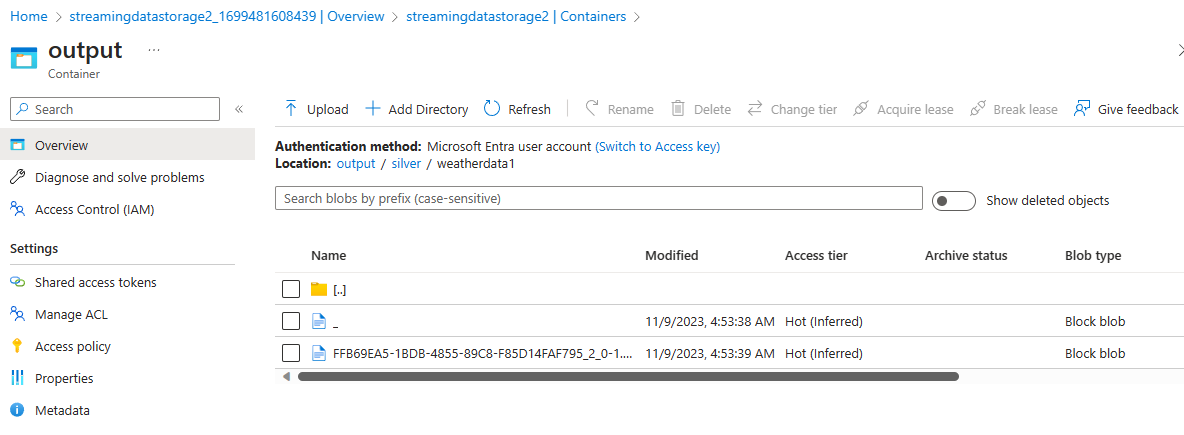 Home > streamingdatastorage2_1699481608439 | Overview > streamingdatastorage2 | Containers >
output ...
Container
Search «
Overview
Diagnose and solve problems
Access Control (IAM)
Settings
Shared access tokens
Manage ACL
Access policy
Properties
Metadata
Upload Add Directory Refresh Rename Delete Change tier Acquire lease Break lease Give feedback
Authentication method: Microsoft Entra user account (Switch to Access key)
Location: output / silver / weatherdata1
Search blobs by prefix (case-sensitive) Show deleted objects
Name Modified Access tier Archive status Blob type
[..]
_ 11/9/2023, 4:53:38 AM Hot (Inferred) Block blob
FFB69EA5-1BDB-4855-89C8-F85D14FAF795_2_0-1.... 11/9/2023, 4:53:39 AM Hot (Inferred) Block blob